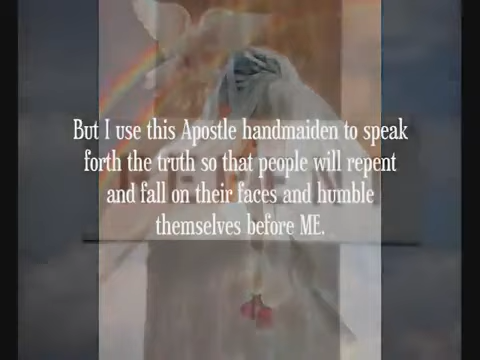 But I use this Apostle handmaiden to speak
forth the truth so that people will repent
and fall on their faces and humble
themselves before ME.